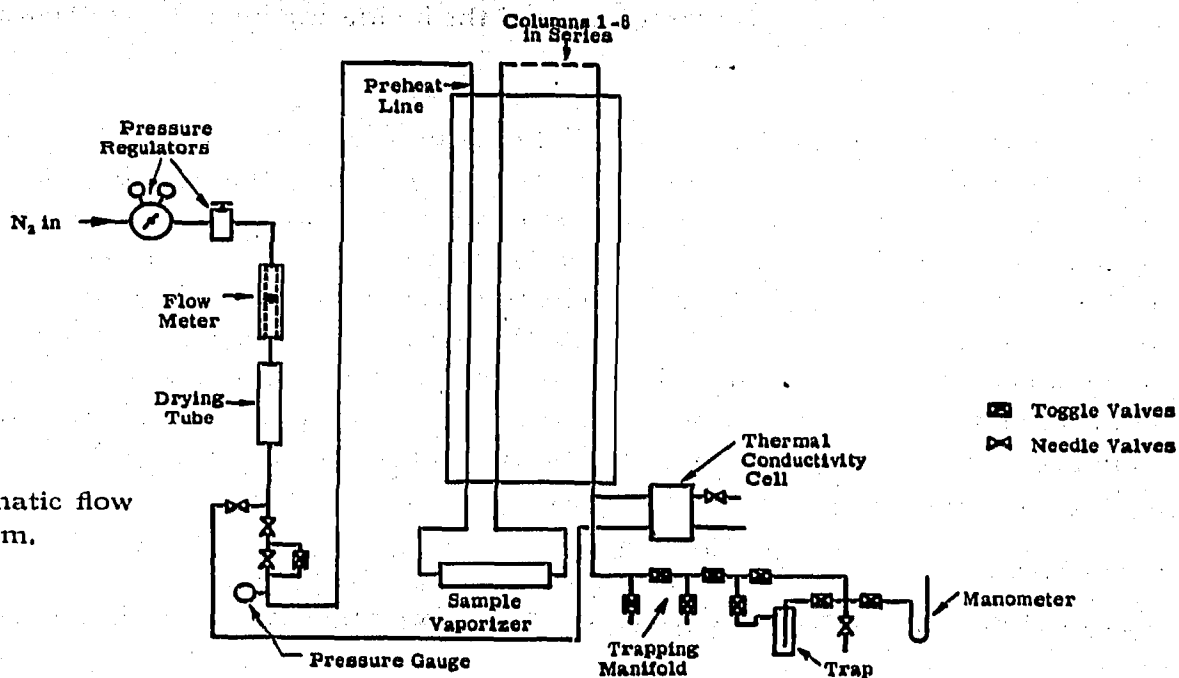 Columns 1-8
in Series
Preheat
Line
Pressure
Regulators
N₂ in
Flow
Meter
Drying
Tube
Toggle Valves
Needle Valves
Thermal
Conductivity
Cell
matic flow
m.
Sample
Vaporizer
Manometer
Trapping
Manifold
Trap
Pressure Gauge